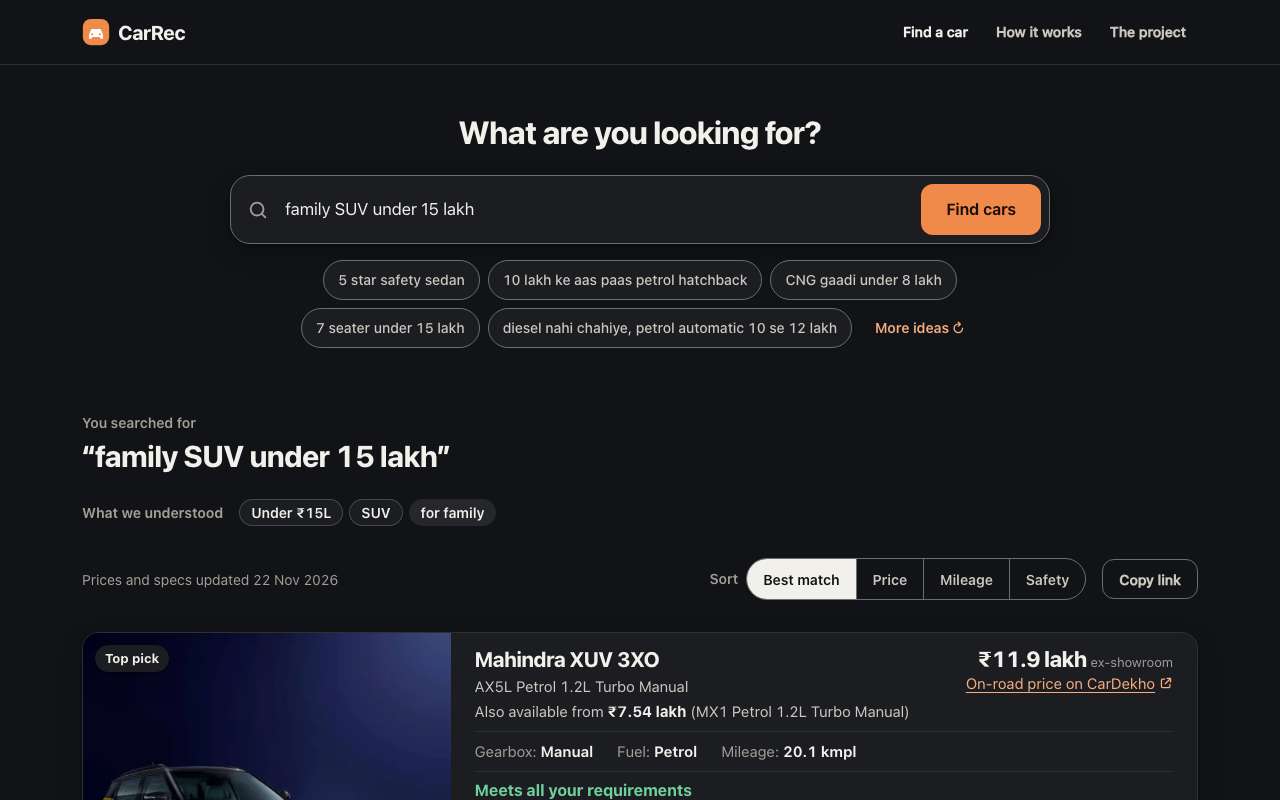 CarRec
Find a car
How it works
The project
What are you looking for?
family SUV under 15 lakh
Find cars
5 star safety sedan
10 lakh ke aas paas petrol hatchback
CNG gaadi under 8 lakh
7 seater under 15 lakh
diesel nahi chahiye, petrol automatic 10 se 12 lakh
More ideas ↻
You searched for
“family SUV under 15 lakh”
What we understood
Under ₹15L
SUV
for family
Prices and specs updated 22 Nov 2026
Sort
Best match
Price
Mileage
Safety
Copy link
Top pick
Mahindra XUV 3XO
₹11.9 lakh ex-showroom
AX5L Petrol 1.2L Turbo Manual
On-road price on CarDekho
Also available from ₹7.54 lakh (MX1 Petrol 1.2L Turbo Manual)
Gearbox: Manual Fuel: Petrol Mileage: 20.1 kmpl
Meets all your requirements